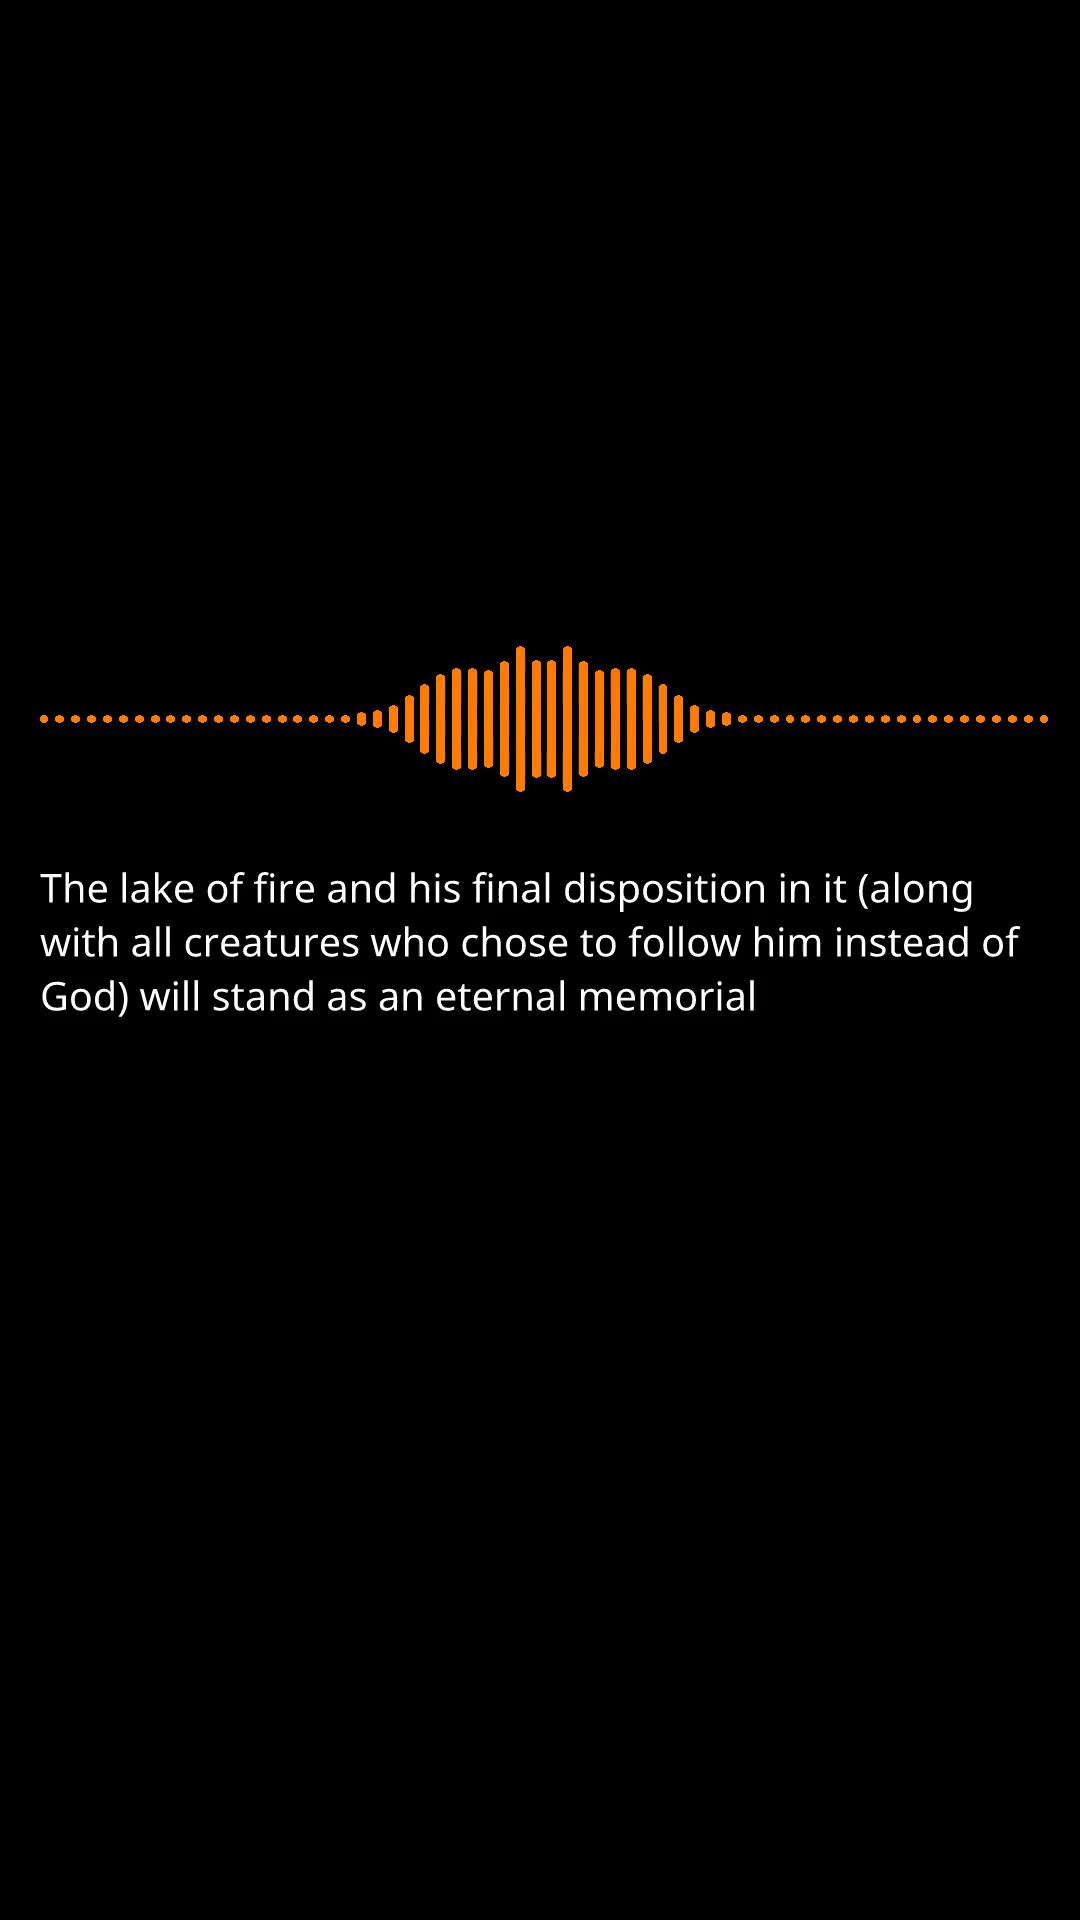 The lake of fire and his final disposition in it (along
with all creatures who chose to follow him instead of
God) will stand as an eternal memorial